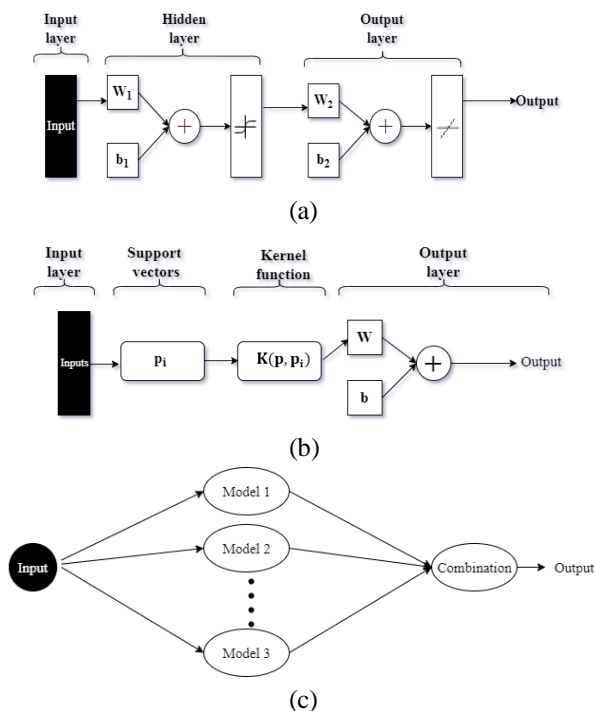 Input
layer
Hidden
layer
Output
layer
Input
W1
b1
+
W2
b2
+
Output
(a)
Input
layer
Support
vectors
Kernel
function
Output
layer
Inputs
pi
K(p, pi)
W
b
+
Output
(b)
Input
Model 1
Model 2
Model 3
Combination
Output
(c)